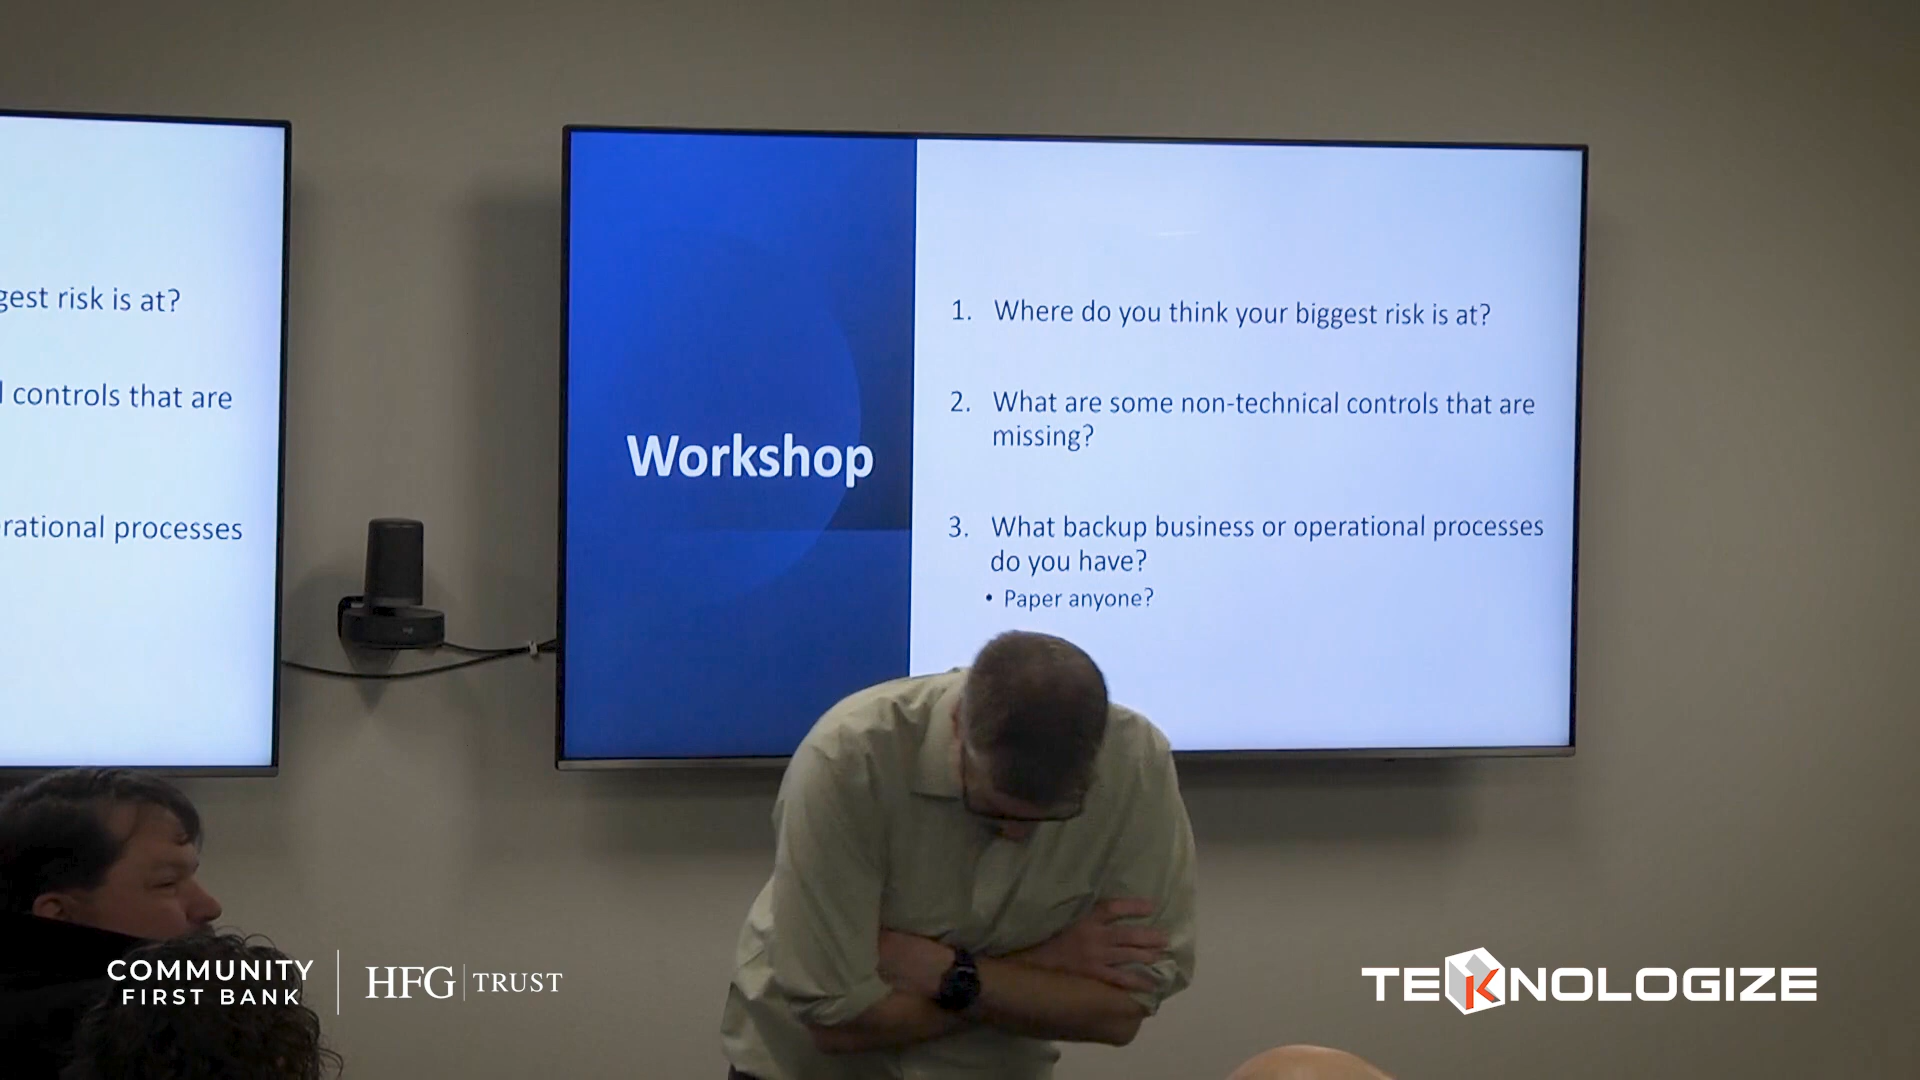 gest risk is at?
controls that are
rational processes
Workshop
1. Where do you think your biggest risk is at?
2. What are some non-technical controls that are
missing?
3. What backup business or operational processes
do you have?
• Paper anyone?
COMMUNITY
FIRST BANK
HFG TRUST
TEKNOLOGIZE